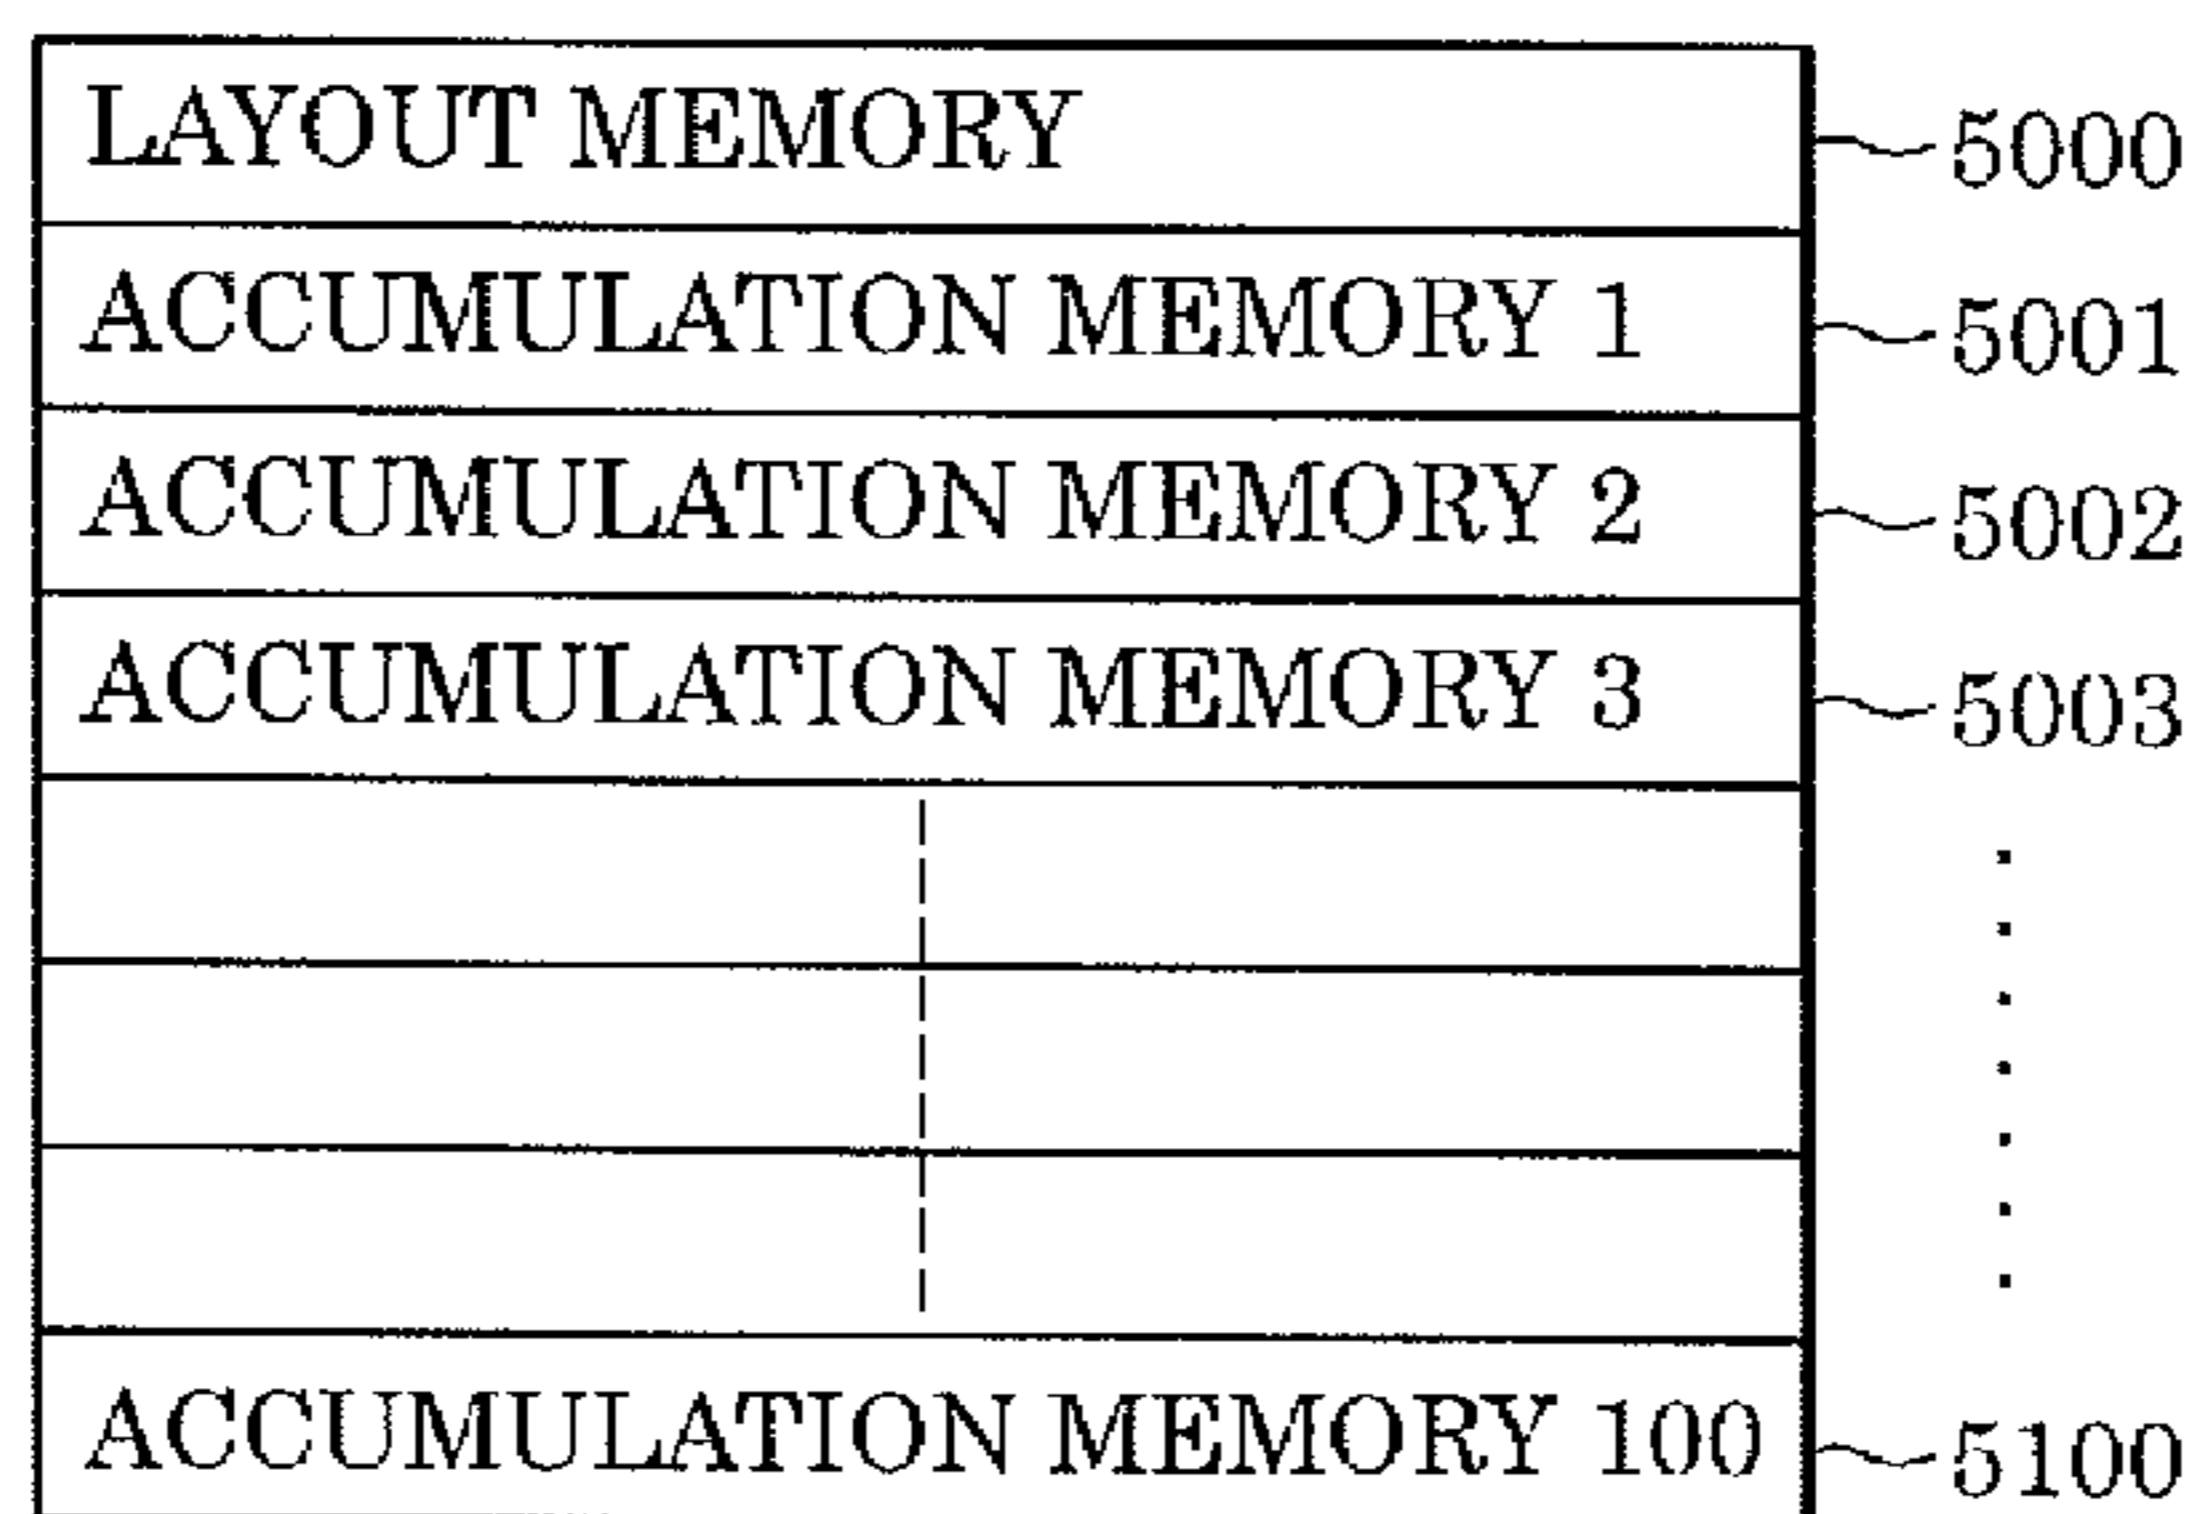 LAYOUT MEMORY 5000
ACCUMULATION MEMORY 1 5001
ACCUMULATION MEMORY 2 5002
ACCUMULATION MEMORY 3 5003
ACCUMULATION MEMORY 100 5100